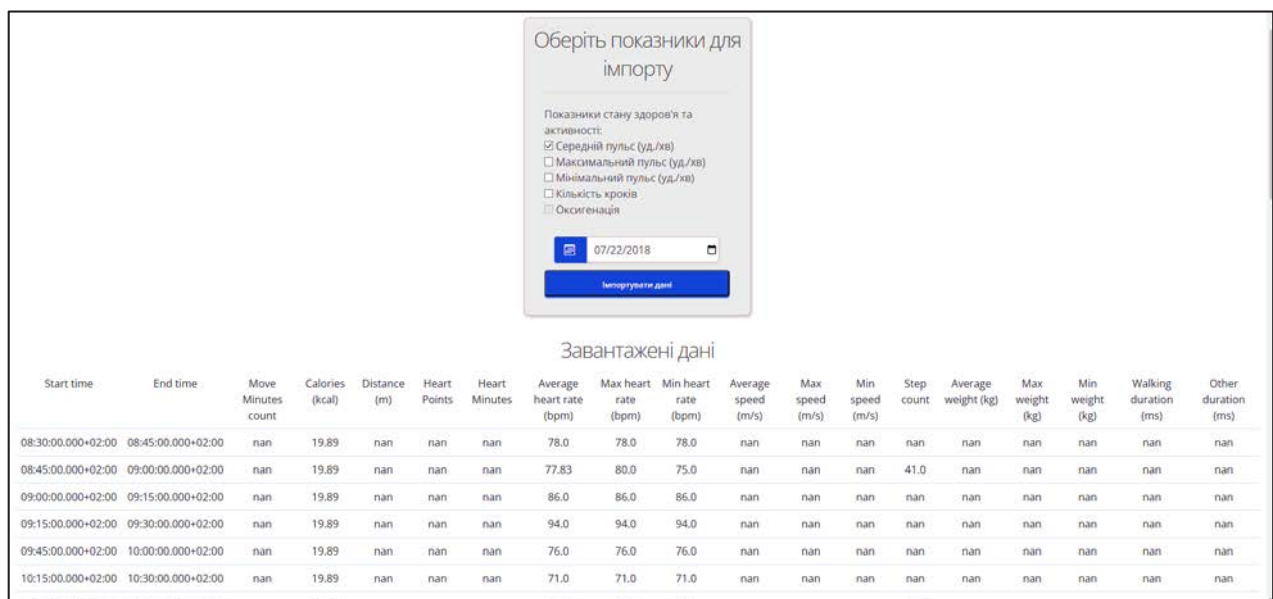 Оберіть показники для
імпорту
Показники стану здоров'я та
активності:
Середній пульс (уд./хв)
Максимальний пульс (уд./хв)
Мінімальний пульс (уд./хв)
Кількість кроків
Оксигенація
07/22/2018
Імпортувати дані
Завантажені дані
Start time End time Move Minutes count Calories (kcal) Distance (m) Heart Points Heart Minutes Average heart rate (bpm) Max heart rate (bpm) Min heart rate (bpm) Average speed (m/s) Max speed (m/s) Min speed (m/s) Step count Average weight (kg) Max weight (kg) Min weight (kg) Walking duration (ms) Other duration (ms)
08:30:00.000+02:00 08:45:00.000+02:00 nan 19.89 nan nan nan 78.0 78.0 78.0 nan nan nan nan nan nan nan nan nan
08:45:00.000+02:00 09:00:00.000+02:00 nan 19.89 nan nan nan 77.83 80.0 75.0 nan nan nan 41.0 nan nan nan nan nan
09:00:00.000+02:00 09:15:00.000+02:00 nan 19.89 nan nan nan 86.0 86.0 86.0 nan nan nan nan nan nan nan nan nan
09:15:00.000+02:00 09:30:00.000+02:00 nan 19.89 nan nan nan 94.0 94.0 94.0 nan nan nan nan nan nan nan nan nan
09:45:00.000+02:00 10:00:00.000+02:00 nan 19.89 nan nan nan 76.0 76.0 76.0 nan nan nan nan nan nan nan nan nan
10:15:00.000+02:00 10:30:00.000+02:00 nan 19.89 nan nan nan 71.0 71.0 71.0 nan nan nan nan nan nan nan nan nan